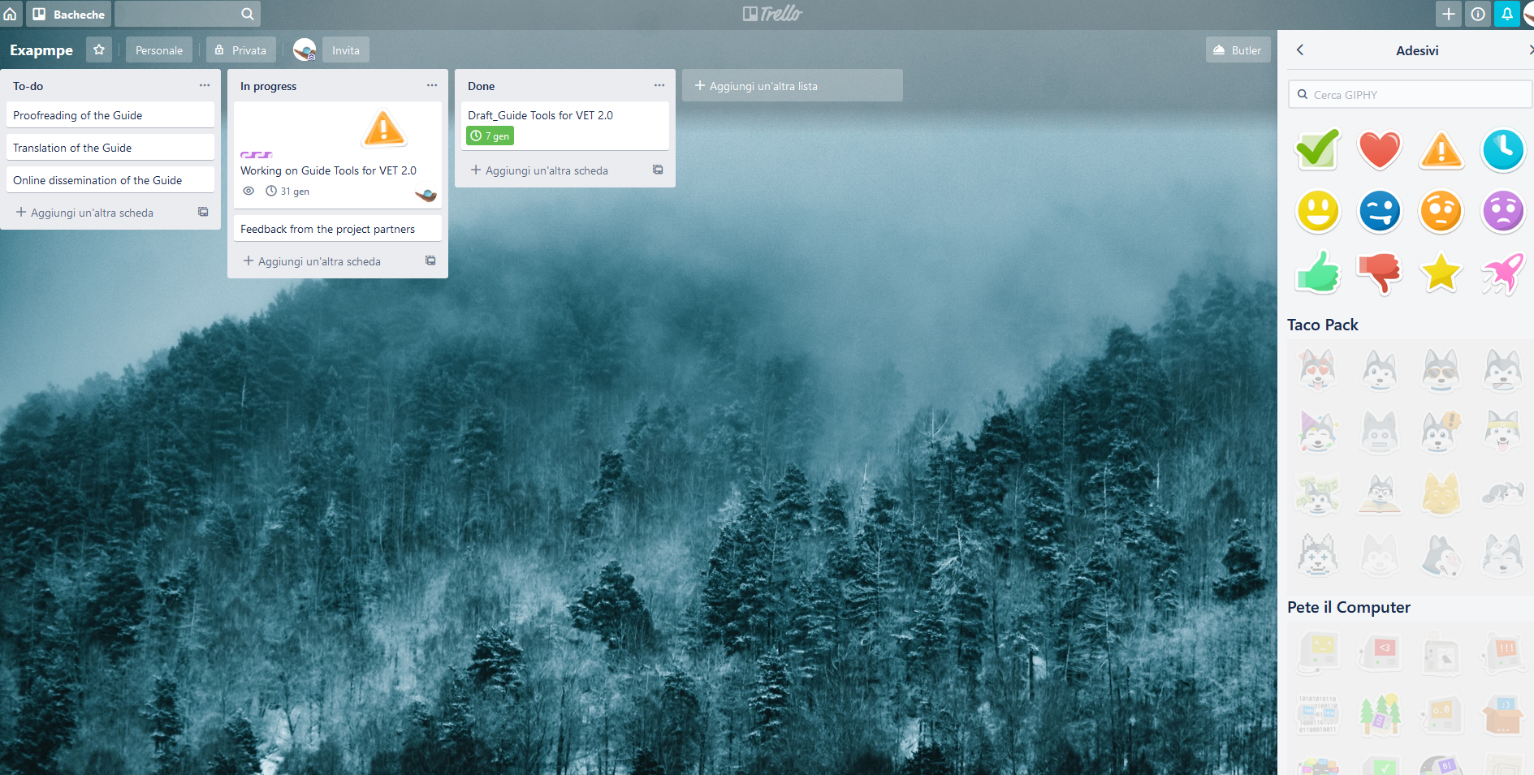 Bacheche
Trello
Exapmpe
Personale
Privata
Invita
Butler
To-do
Proofreading of the Guide
Translation of the Guide
Online dissemination of the Guide
+ Aggiungi un'altra scheda
In progress
Working on Guide Tools for VET 2.0
31 gen
Feedback from the project partners
+ Aggiungi un'altra scheda
Done
Draft_Guide Tools for VET 2.0
7 gen
+ Aggiungi un'altra scheda
+ Aggiungi un'altra lista
Adesivi
Cerca GIPHY
Taco Pack
Pete il Computer